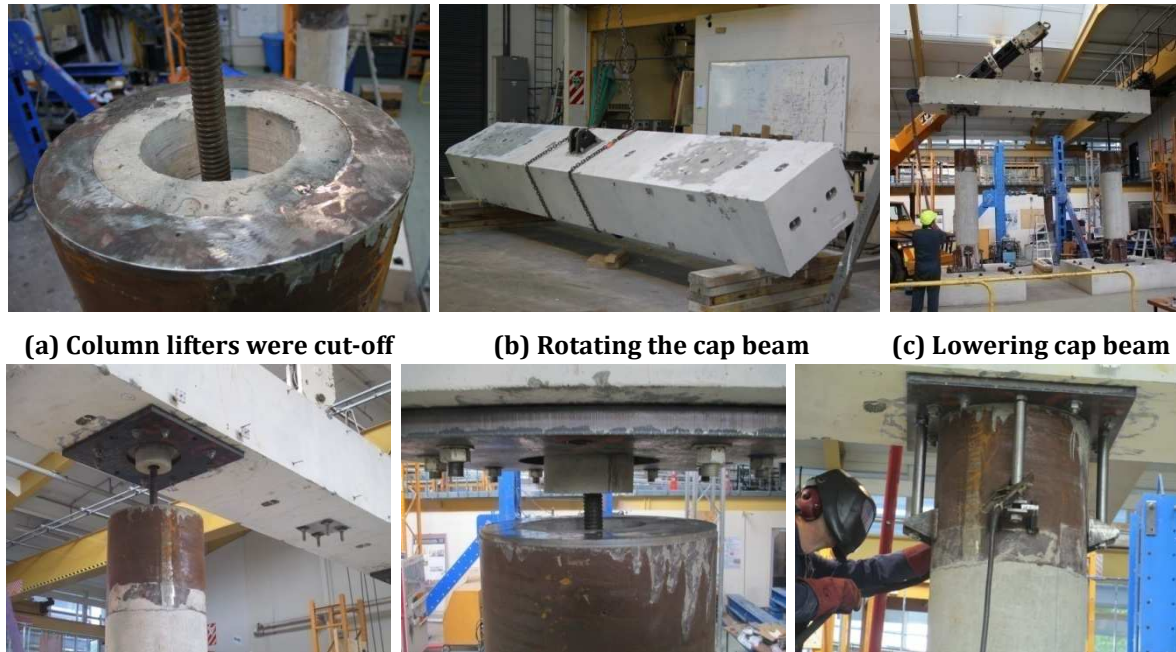 (a) Column lifters were cut-off
(b) Rotating the cap beam
(c) Lowering cap beam